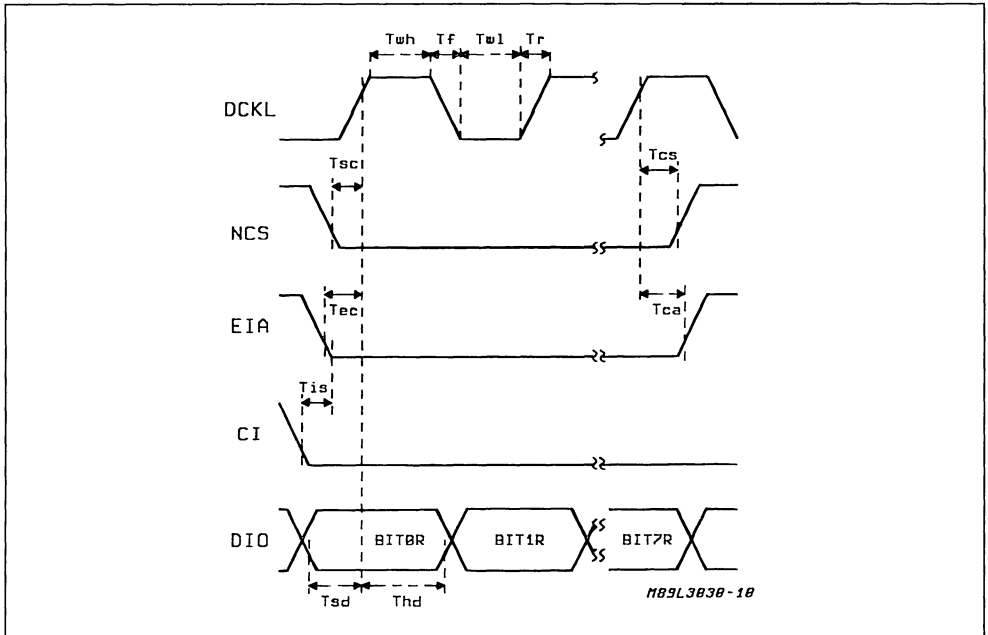 Twh Tf Twl Tr
DCKL
Tsc Tcs
NCS
Tec Tca
EIA
Tis
CI
DIO BIT0R BIT1R BIT7R
Tsd Thd
M89L3030-10